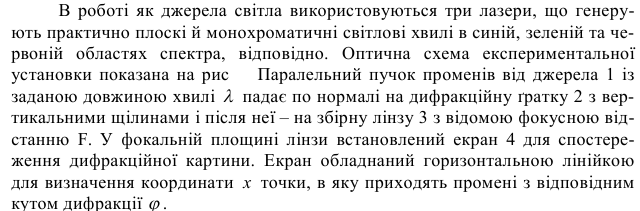 В роботі як джерела світла використовуються три лазери, що генеру-
ють практично плоскі й монохроматичні світлові хвилі в синій, зеленій та че-
рвоній областях спектра, відповідно. Оптична схема експериментальної
установки показана на рис Паралельний пучок променів від джерела 1 із
заданою довжиною хвилі λ падає по нормалі на дифракційну ґратку 2 з вер-
тикальними щілинами і після неї – на збірну лінзу 3 з відомою фокусною від-
станню F. У фокальній площині лінзи встановлений екран 4 для спостере-
ження дифракційної картини. Екран обладнаний горизонтальною лінійкою
для визначення координати x точки, в яку приходять промені з відповідним
кутом дифракції φ.